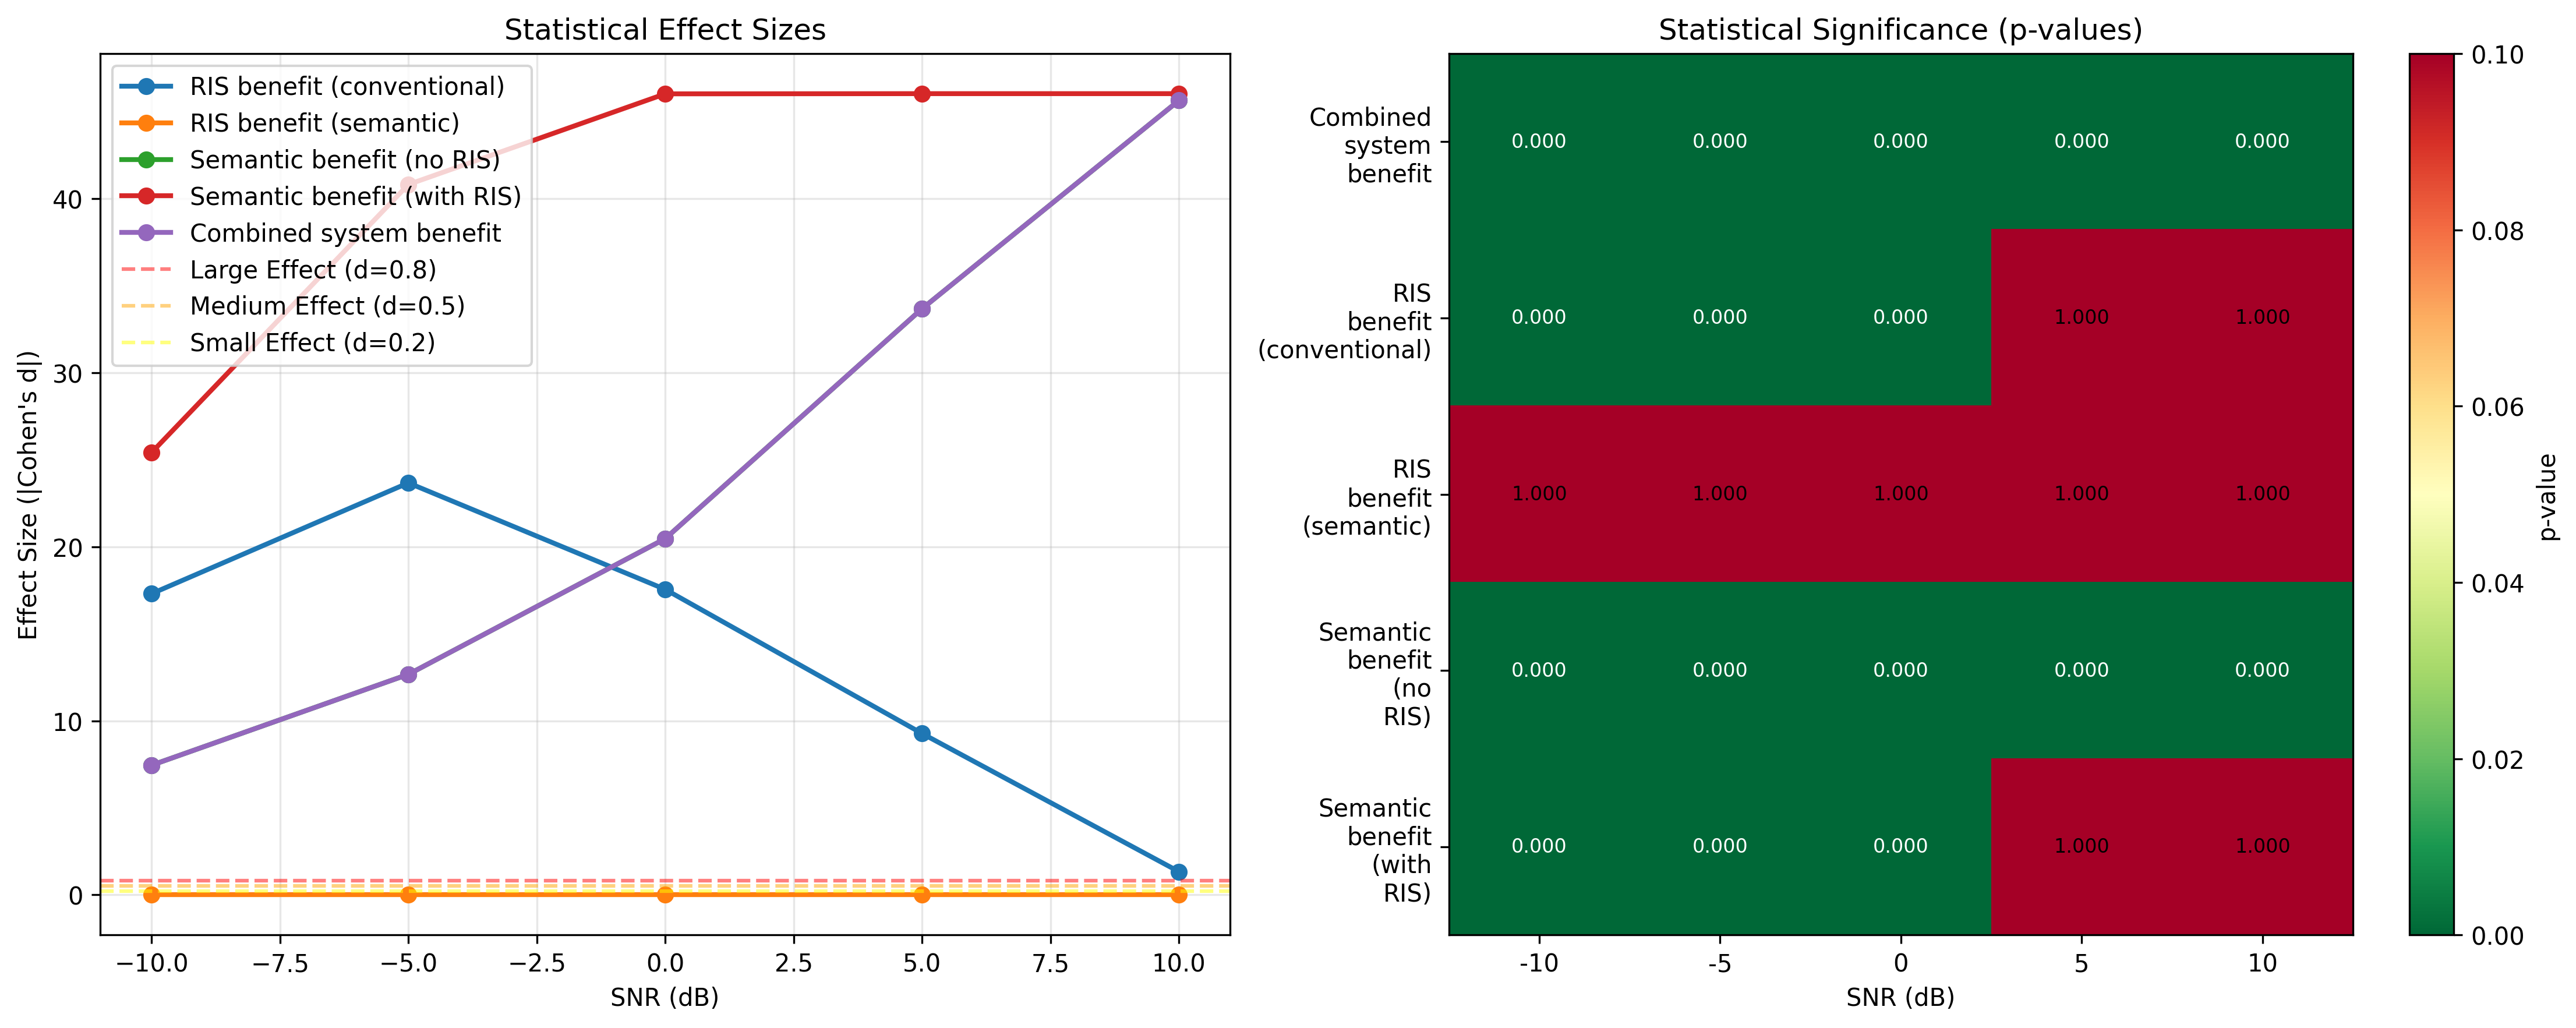 Statistical Effect Sizes
Effect Size (|Cohen's d|)
40
30
20
10
0
RIS benefit (conventional)
RIS benefit (semantic)
Semantic benefit (no RIS)
Semantic benefit (with RIS)
Combined system benefit
Large Effect (d=0.8)
Medium Effect (d=0.5)
Small Effect (d=0.2)
−10.0 −7.5 −5.0 −2.5 0.0 2.5 5.0 7.5 10.0
SNR (dB)
Statistical Significance (p-values)
Combined
system
benefit
0.000 0.000 0.000 0.000 0.000
RIS
benefit
(conventional)
0.000 0.000 0.000 1.000 1.000
RIS
benefit
(semantic)
1.000 1.000 1.000 1.000 1.000
Semantic
benefit
(no
RIS)
0.000 0.000 0.000 0.000 0.000
Semantic
benefit
(with
RIS)
0.000 0.000 0.000 1.000 1.000
-10 -5 0 5 10
SNR (dB)
0.10
0.08
0.06
0.04
0.02
0.00
p-value